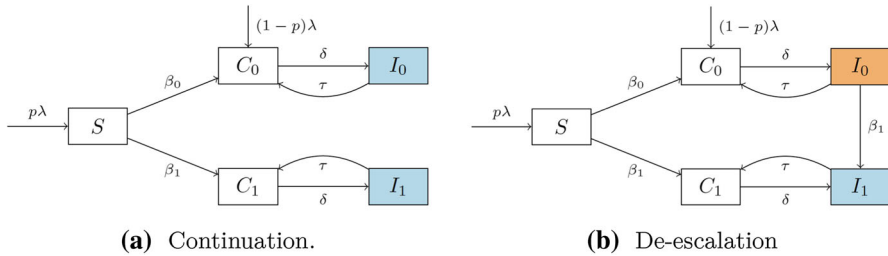 (1 − p)λ
C₀
δ
I₀
τ
β₀
pλ
S
β₁
τ
C₁
δ
I₁
(a) Continuation.
(1 − p)λ
C₀
δ
I₀
τ
β₀
β₁
pλ
S
β₁
τ
C₁
δ
I₁
(b) De-escalation